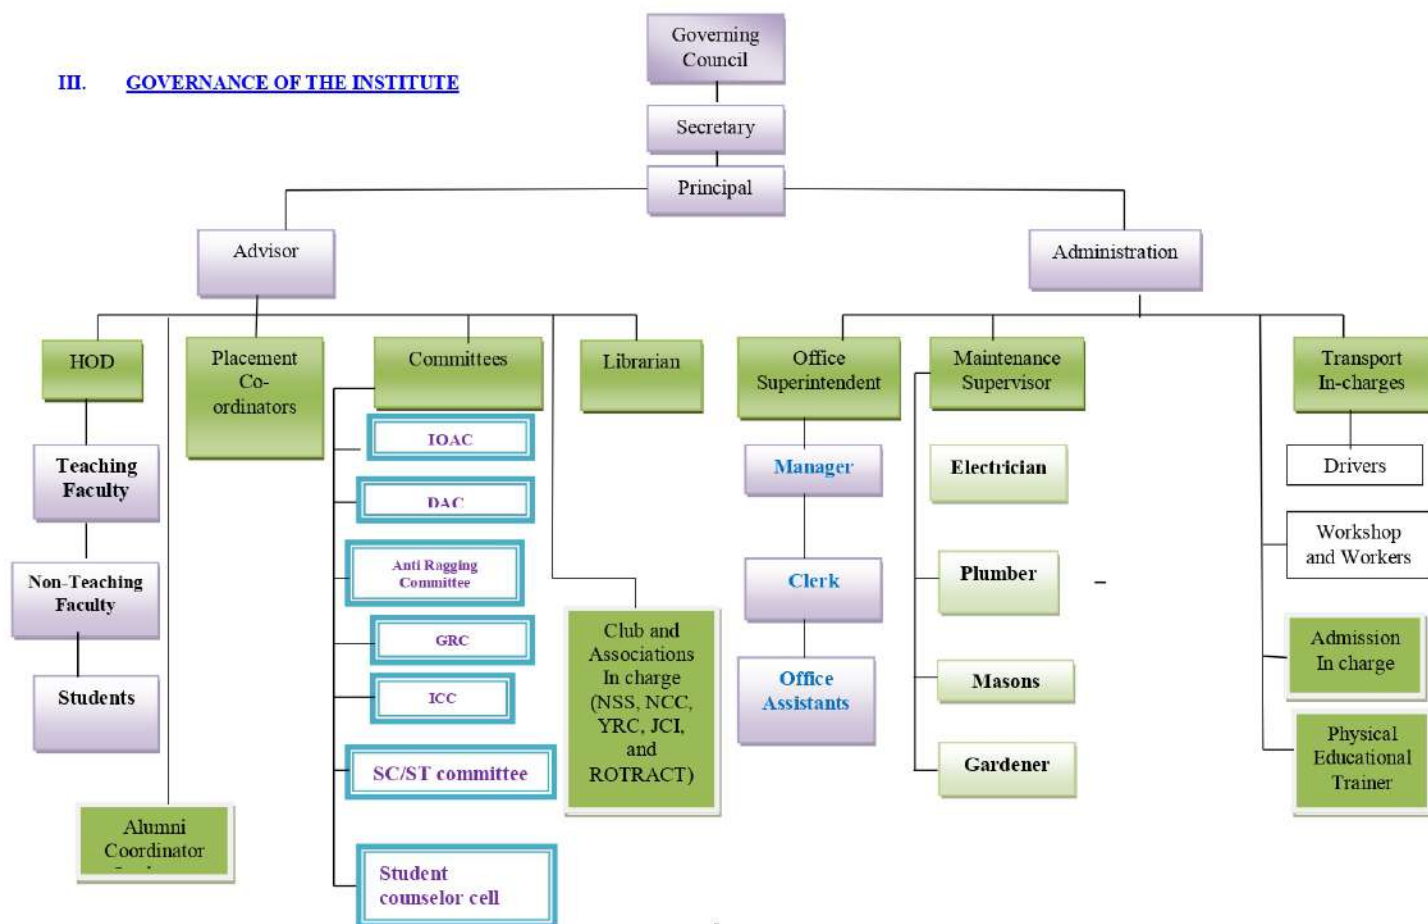 III. GOVERNANCE OF THE INSTITUTE
Governing
Council
Secretary
Principal
Advisor
Administration
HOD
Placement
Co-
ordinators
Committees
Librarian
Office
Superintendent
Maintenance
Supervisor
Transport
In-charges
Teaching
Faculty
Non-Teaching
Faculty
Students
Alumni
Coordinator
IOAC
DAC
Anti Ragging
Committee
GRC
ICC
SC/ST committee
Student
counselor cell
Club and
Associations
In charge
(NSS, NCC,
YRC, JCI,
and
ROTRACT)
Manager
Clerk
Office
Assistants
Electrician
Plumber
Masons
Gardener
–
Drivers
Workshop
and Workers
Admission
In charge
Physical
Educational
Trainer